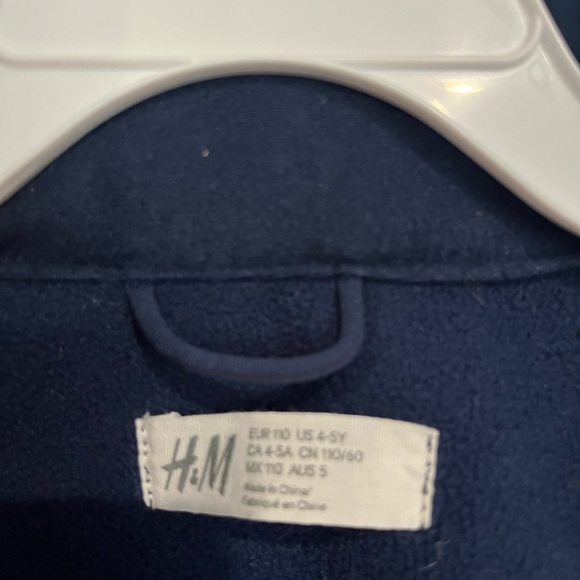 H&M
EUR 110 US 4-5Y
CA 4-5A CN 110/60
MX 110 AUS 5
Made in China/
Fabriqué en Chine